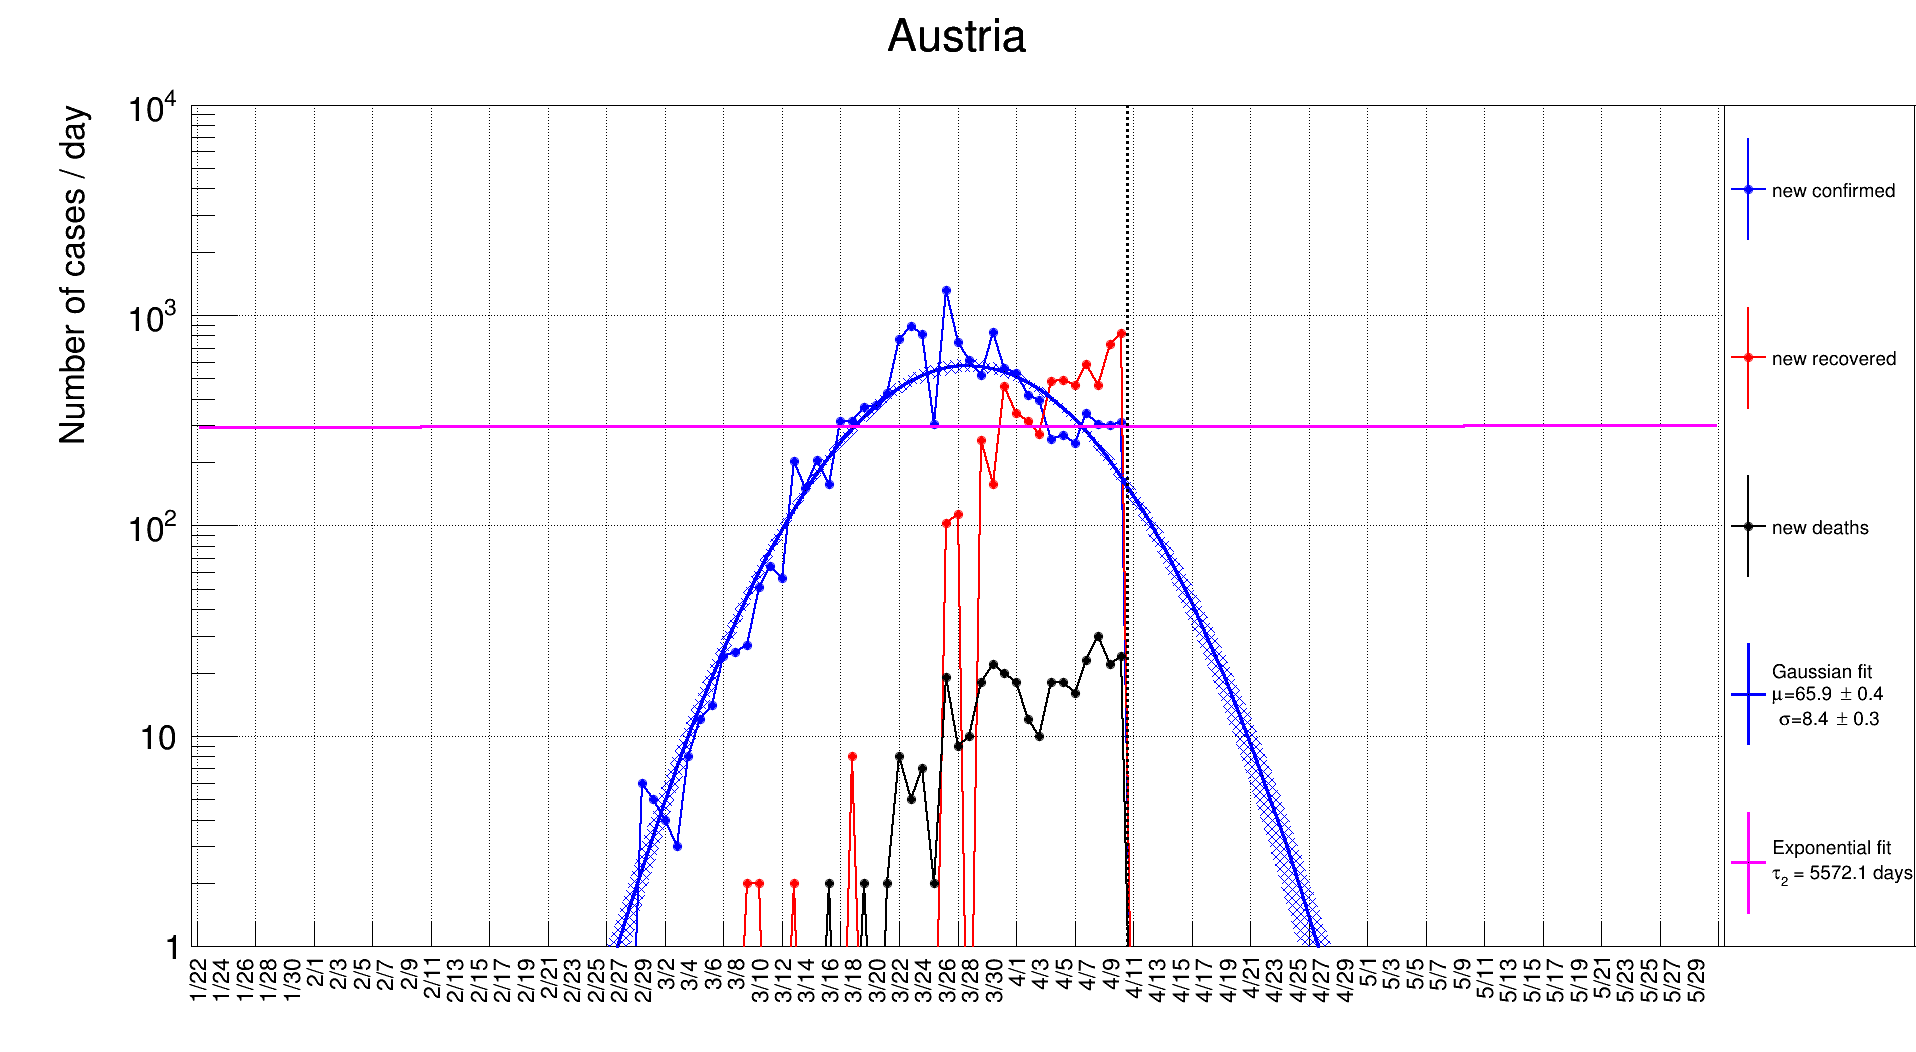 Austria
Number of cases / day
10^4
10^3
10^2
10
1
1/22 1/24 1/26 1/28 1/30 2/1 2/3 2/5 2/7 2/9 2/11 2/13 2/15 2/17 2/19 2/21 2/23 2/25 2/27 2/29 3/2 3/4 3/6 3/8 3/10 3/12 3/14 3/16 3/18 3/20 3/22 3/24 3/26 3/28 3/30 4/1 4/3 4/5 4/7 4/9 4/11 4/13 4/15 4/17 4/19 4/21 4/23 4/25 4/27 4/29 5/1 5/3 5/5 5/7 5/9 5/11 5/13 5/15 5/17 5/19 5/21 5/23 5/25 5/27 5/29
new confirmed
new recovered
new deaths
Gaussian fit
μ=65.9 ± 0.4
σ=8.4 ± 0.3
Exponential fit
τ₂ = 5572.1 days